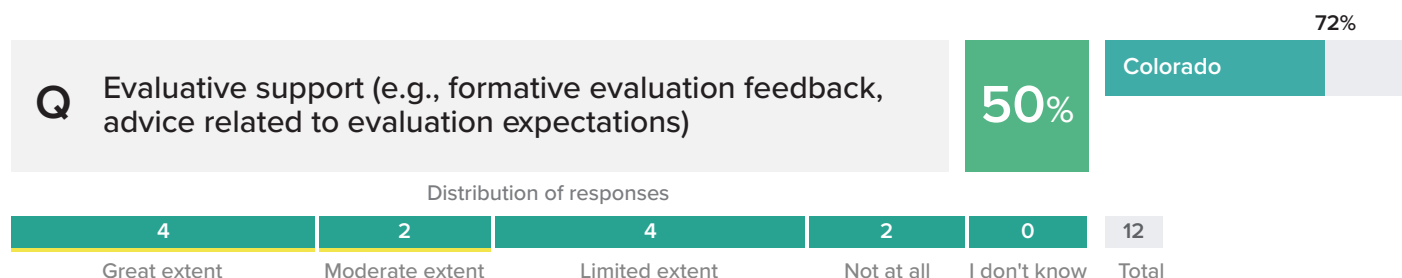 72%
Q Evaluative support (e.g., formative evaluation feedback,
advice related to evaluation expectations)
50%
Colorado
Distribution of responses
4 2 4 2 0 12
Great extent Moderate extent Limited extent Not at all I don't know Total